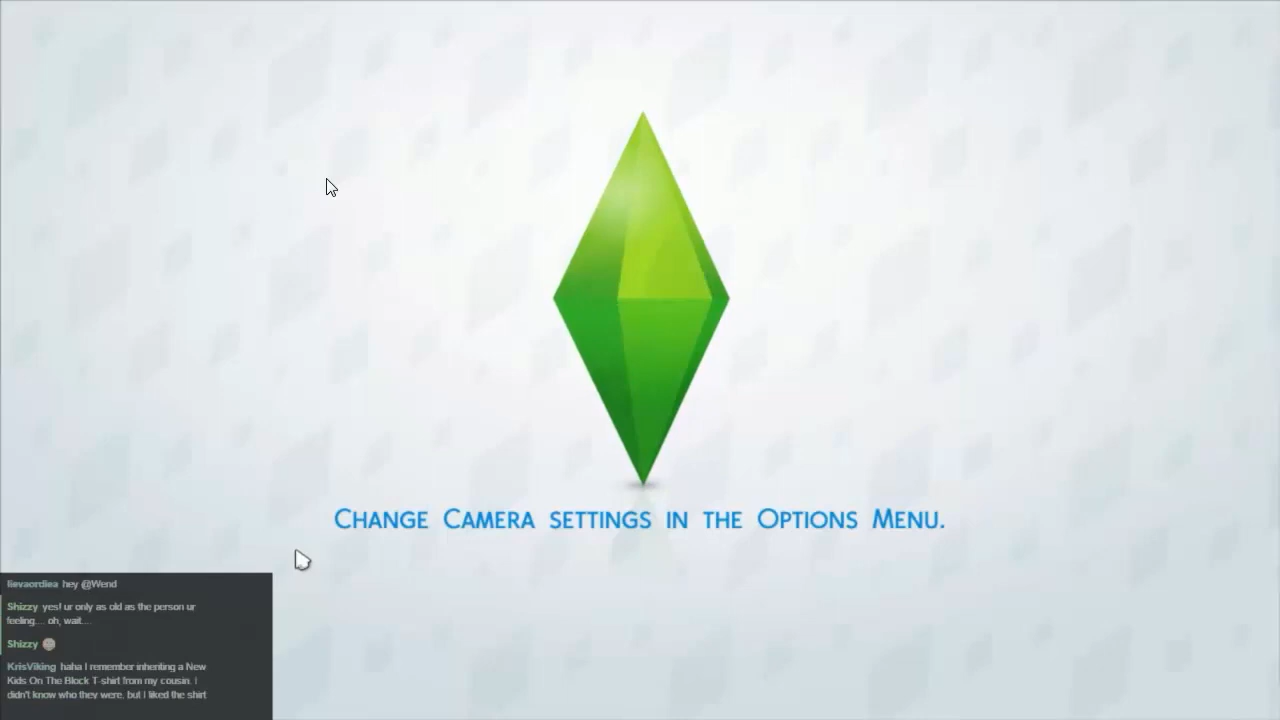 CHANGE CAMERA SETTINGS IN THE OPTIONS MENU.
lievaordiea hey @Wend
Shizzy yes! ur only as old as the person ur
feeling.... oh, wait...
Shizzy
KrisViking haha I remember inheriting a New
Kids On The Block T-shirt from my cousin. I
didn't know who they were, but I liked the shirt